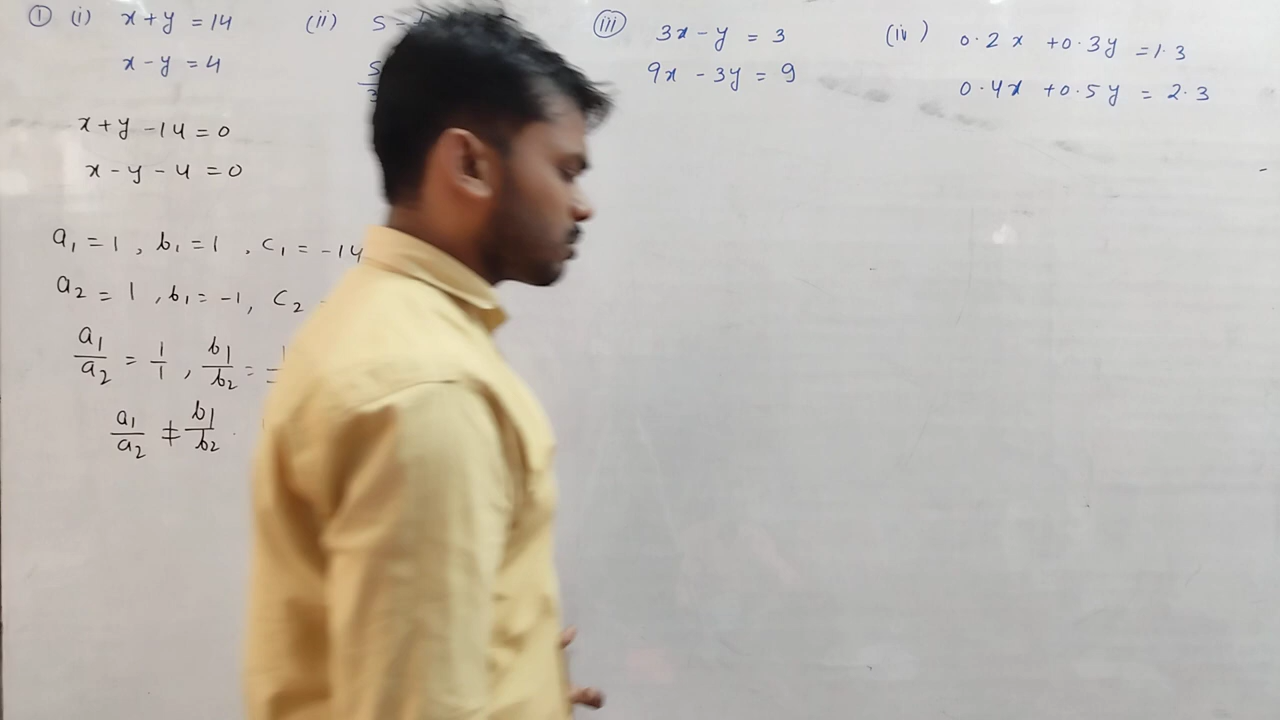 ① (i) x + y = 14
x - y = 4
(ii) S -
S
3
(iii) 3x - y = 3
9x - 3y = 9
(iv) 0.2x + 0.3y = 1.3
0.4x + 0.5y = 2.3
x + y - 14 = 0
x - y - 4 = 0
a₁ = 1, b₁ = 1, c₁ = -14
a₂ = 1, b₁ = -1, c₂
a₁/a₂ = 1/1, b₁/b₂ =
a₁/a₂ ≠ b₁/b₂